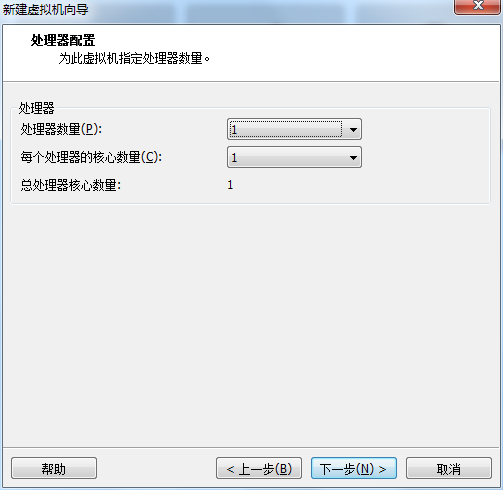 新建虚拟机向导
处理器配置
为此虚拟机指定处理器数量。
处理器
处理器数量(P):
1
每个处理器的核心数量(C):
1
总处理器核心数量:
1
帮助
< 上一步(B)
下一步(N) >
取消